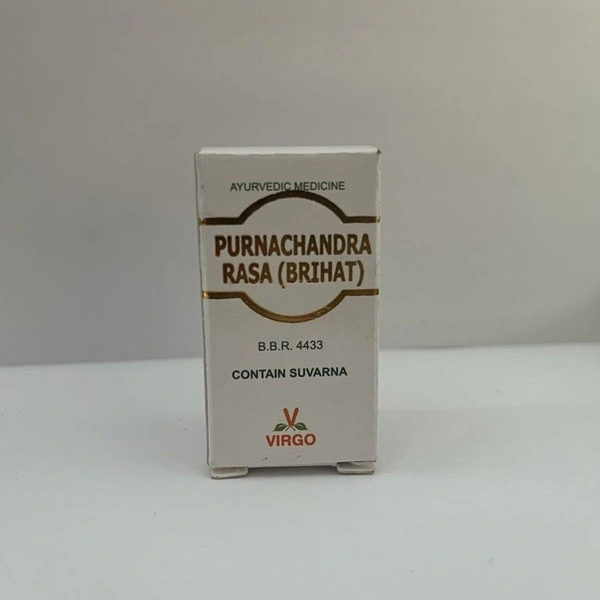 AYURVEDIC MEDICINE
PURNACHANDRA
RASA (BRIHAT)
B.B.R. 4433
CONTAIN SUVARNA
VIRGO